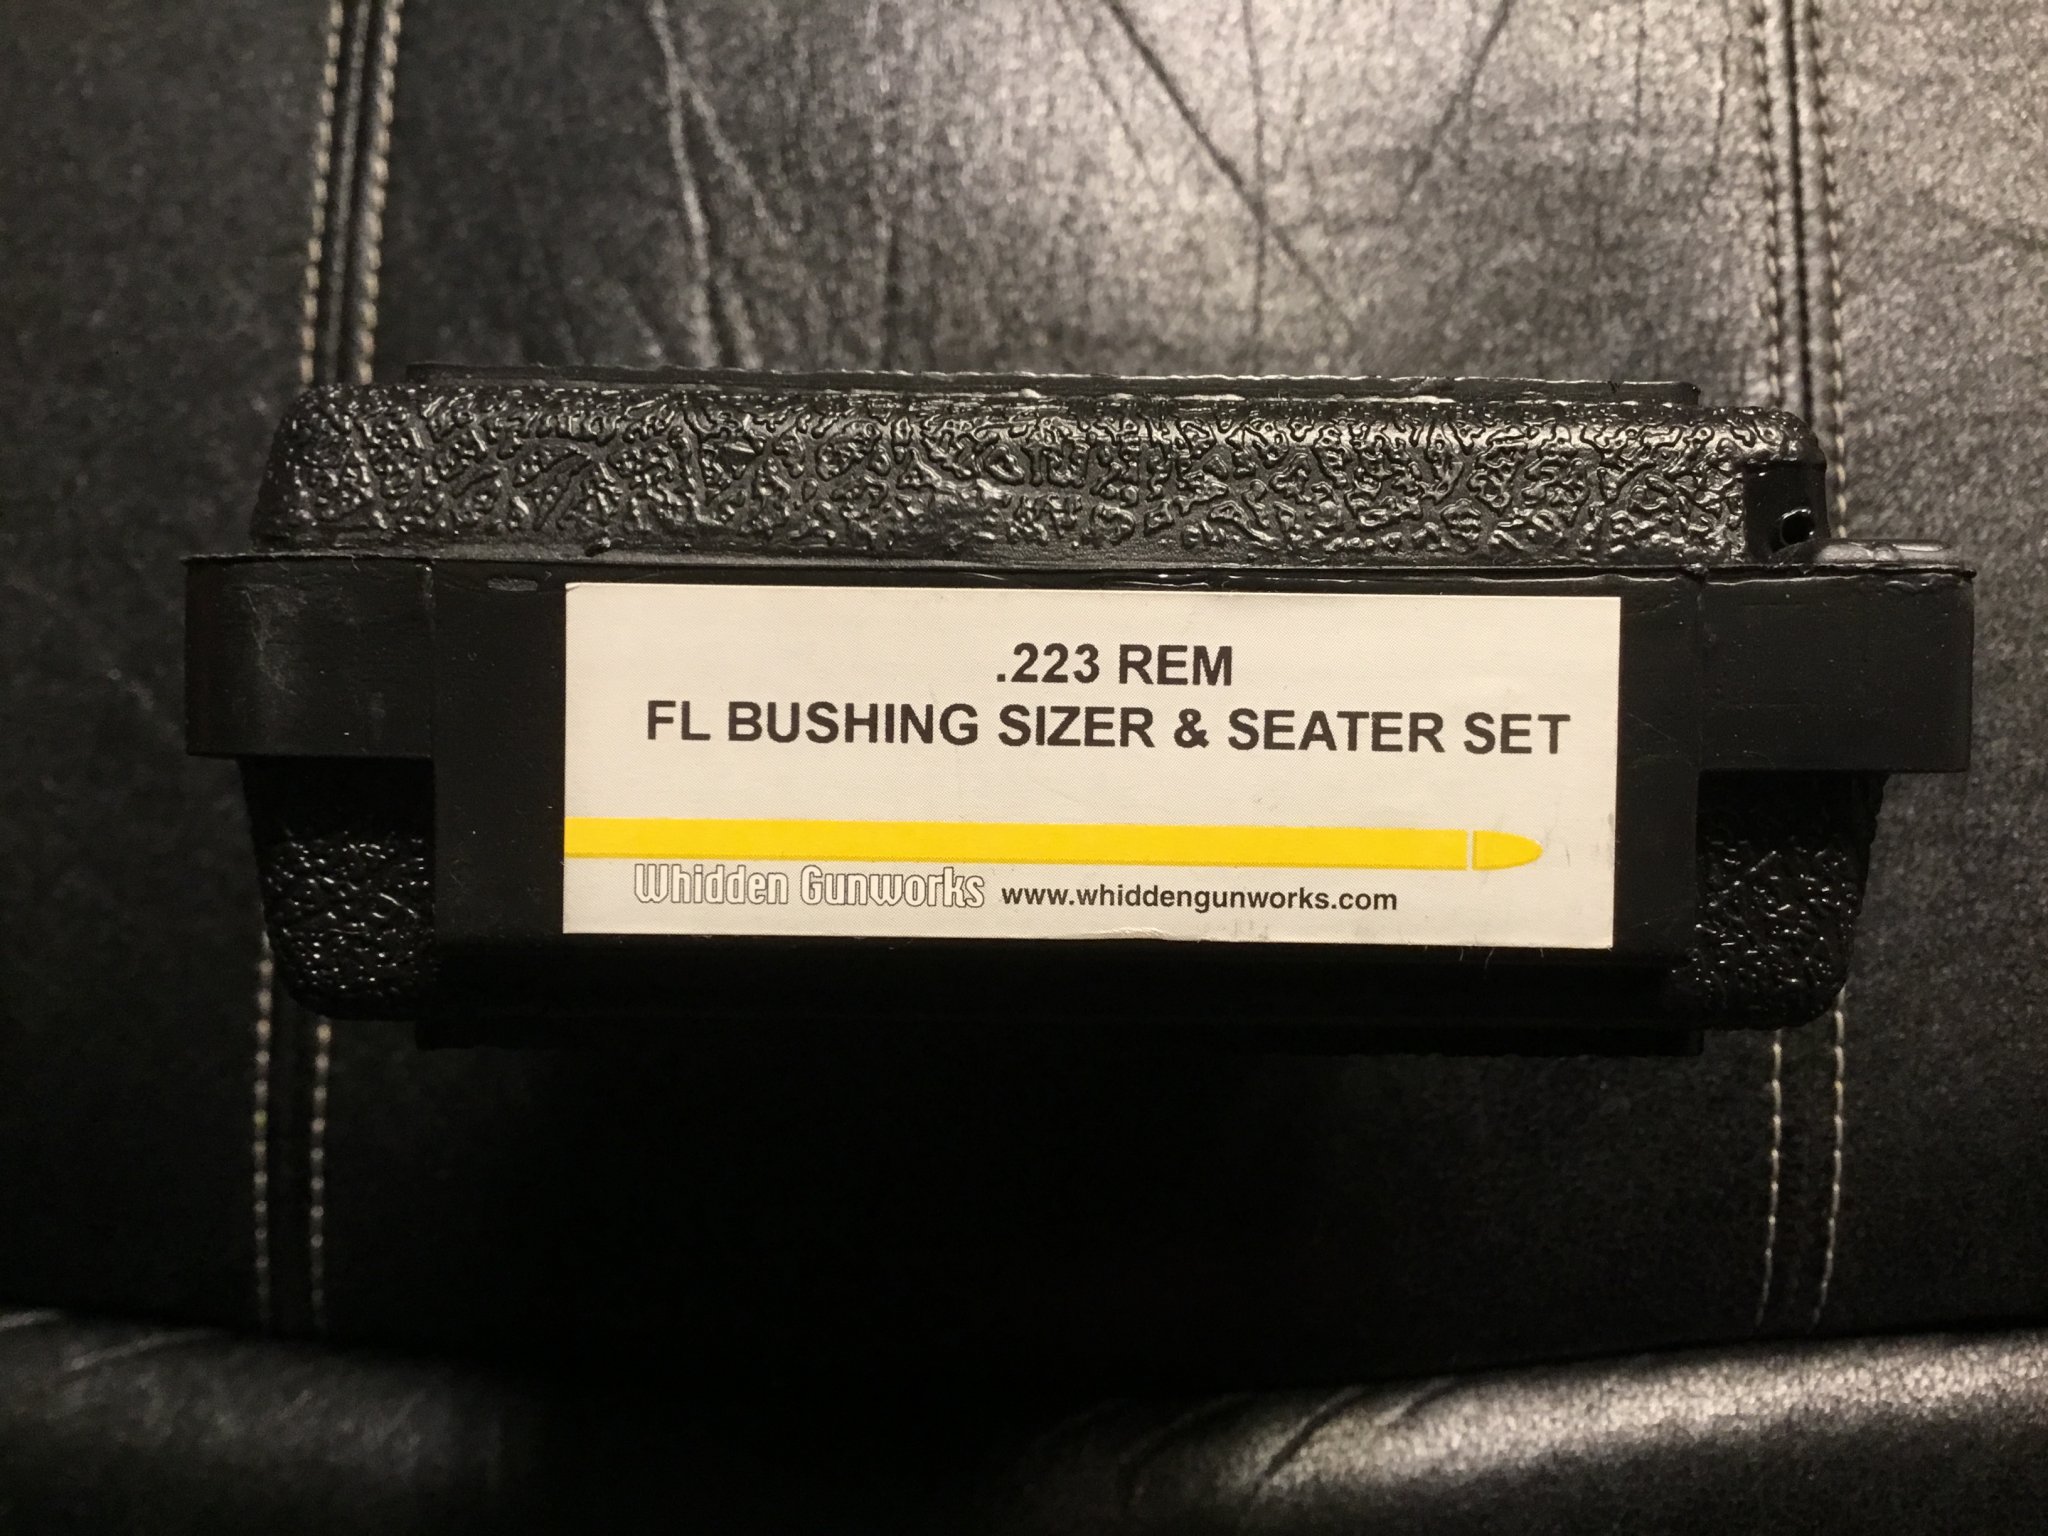 .223 REM
FL BUSHING SIZER & SEATER SET
Whidden Gunworks www.whiddengunworks.com